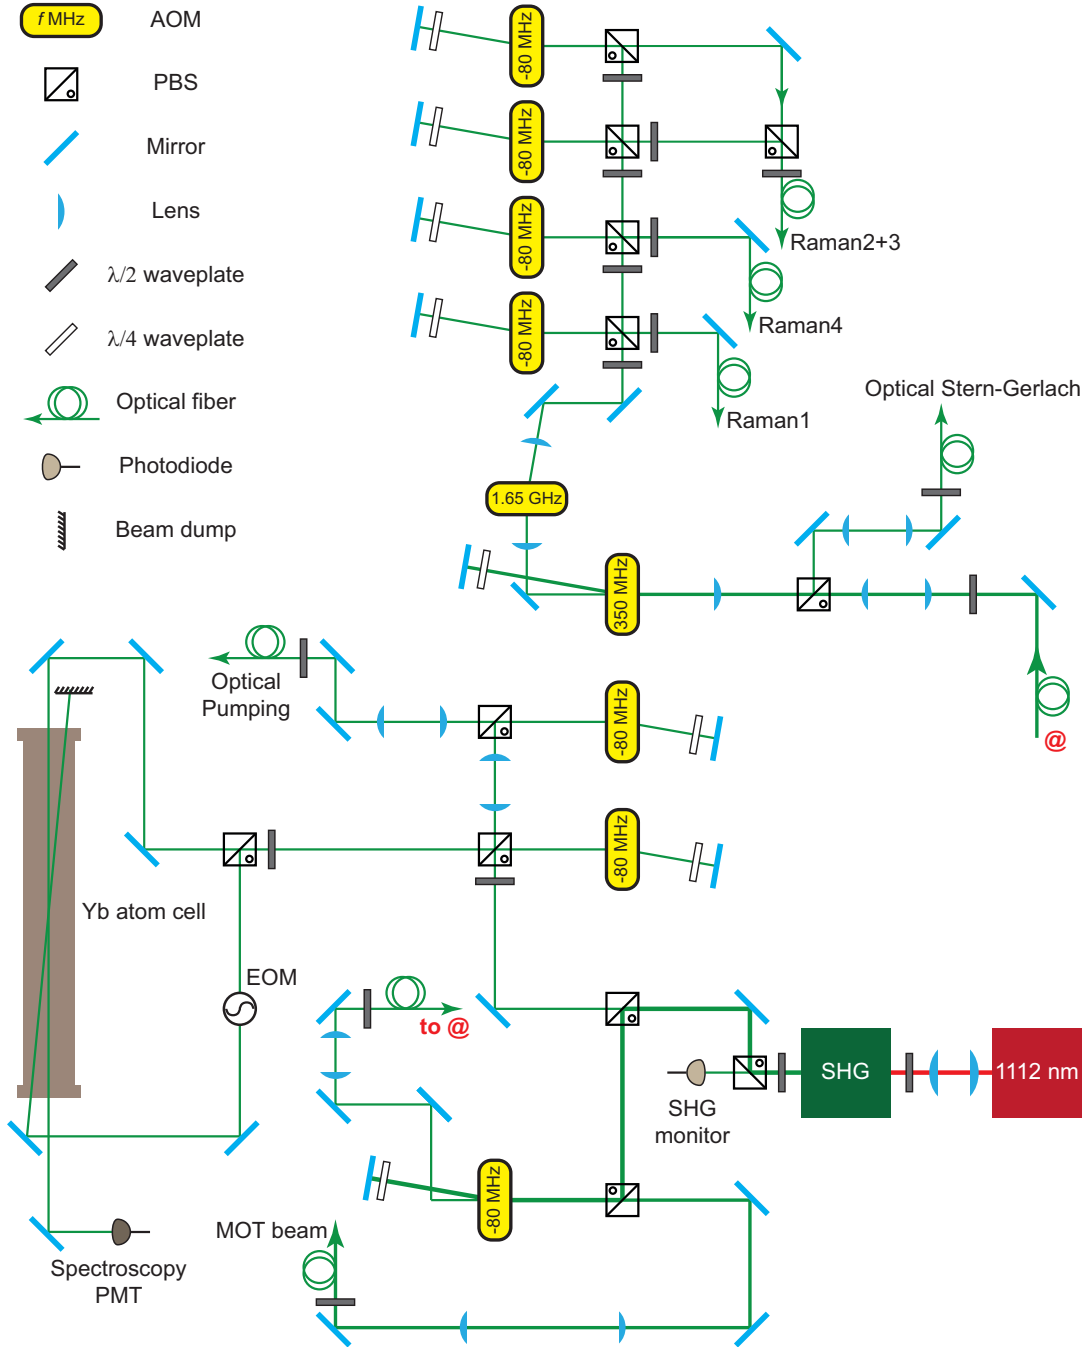 f MHz
AOM
PBS
Mirror
Lens
λ/2 waveplate
λ/4 waveplate
Optical fiber
Photodiode
Beam dump
-80 MHz
-80 MHz
Raman2+3
-80 MHz
Raman4
-80 MHz
Raman1
Optical Stern-Gerlach
1.65 GHz
350 MHz
@
Optical
Pumping
-80 MHz
-80 MHz
Yb atom cell
EOM
to @
SHG
1112 nm
SHG
monitor
-80 MHz
MOT beam
Spectroscopy
PMT